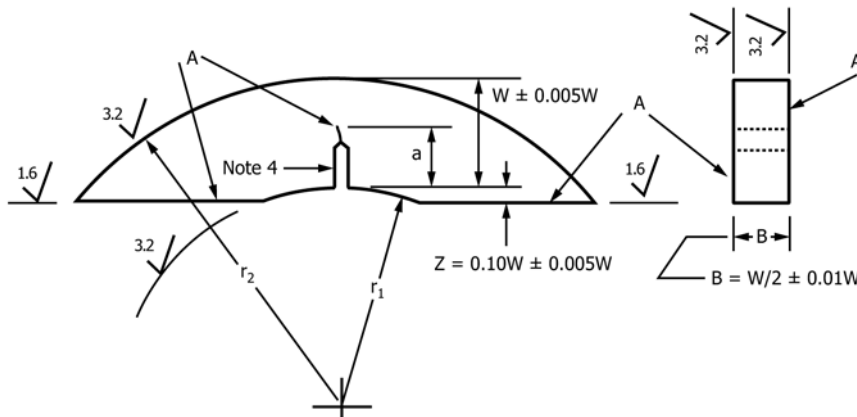 A
W ± 0.005W
A
3.2
3.2
A
3.2
a
Note 4
1.6
1.6
3.2
r2
r1
Z = 0.10W ± 0.005W
B
B = W/2 ± 0.01W